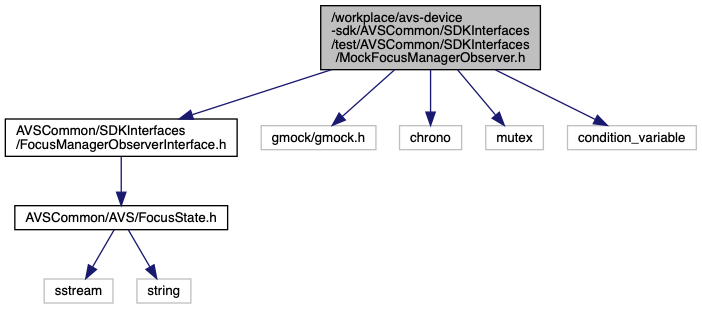 /workplace/avs-device
-sdk/AVSCommon/SDKInterfaces
/test/AVSCommon/SDKInterfaces
/MockFocusManagerObserver.h
AVSCommon/SDKInterfaces
/FocusManagerObserverInterface.h
gmock/gmock.h
chrono
mutex
condition_variable
AVSCommon/AVS/FocusState.h
sstream
string